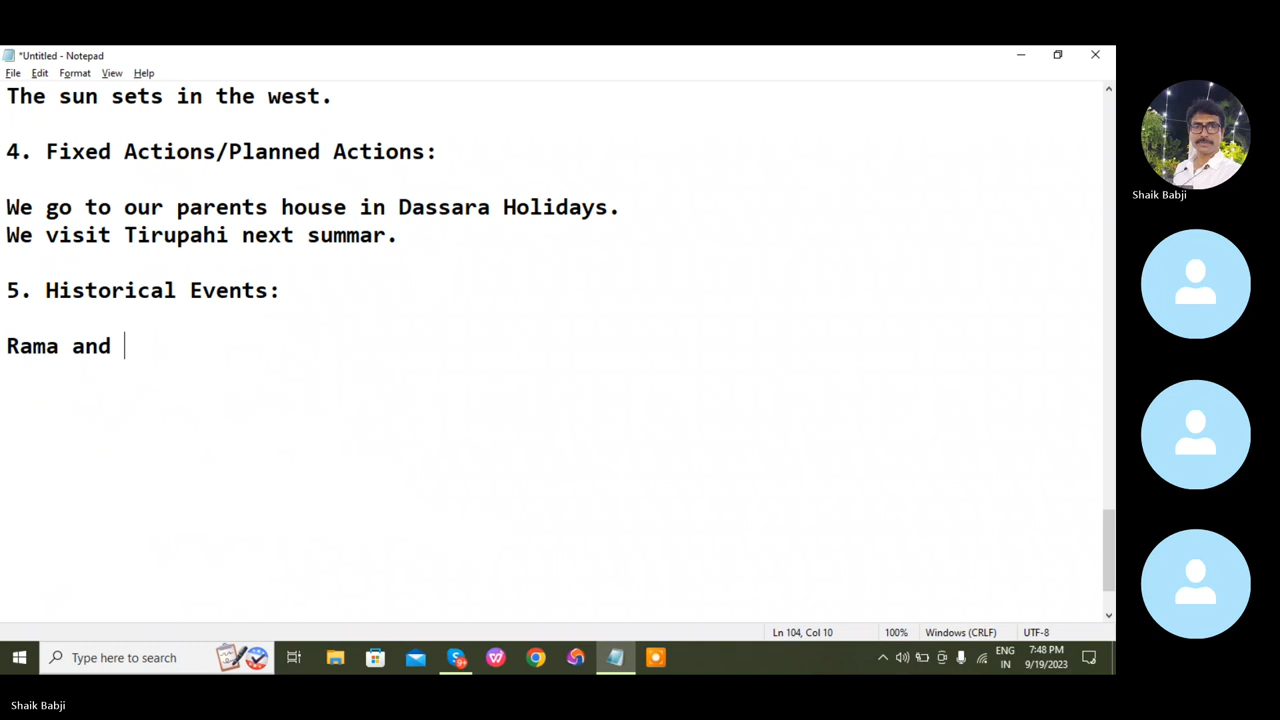 *Untitled - Notepad
File Edit Format View Help
The sun sets in the west.
4. Fixed Actions/Planned Actions:
We go to our parents house in Dassara Holidays.
We visit Tirupahi next summar.
5. Historical Events:
Rama and
Ln 104, Col 10 100% Windows (CRLF) UTF-8
Type here to search
ENG
IN
7:48 PM
9/19/2023
Shaik Babji
Shaik Babji